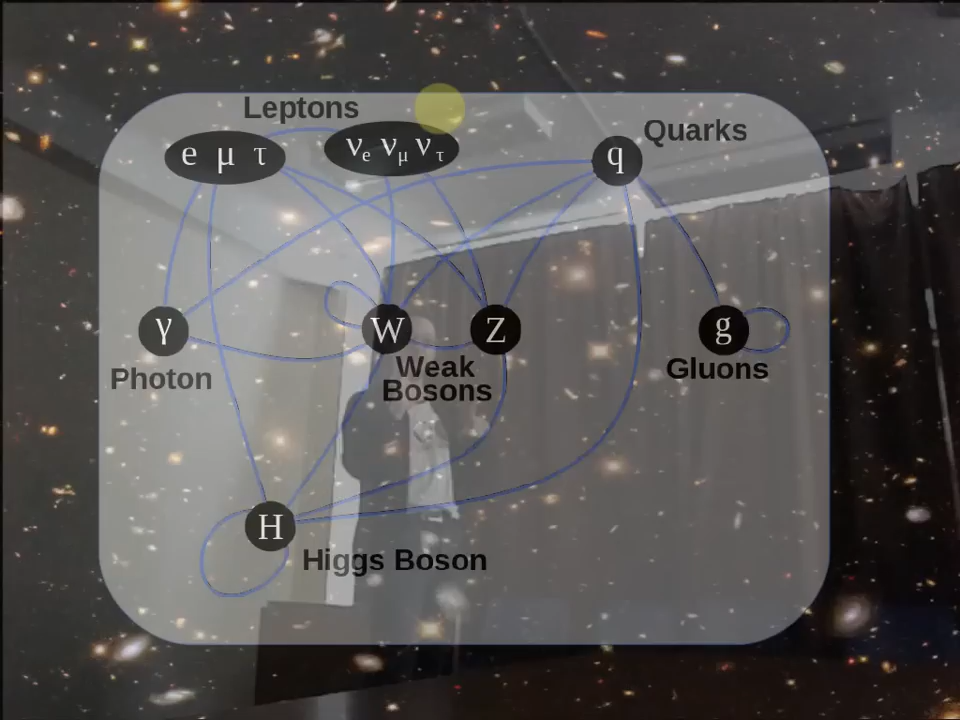 Leptons
e μ τ
νe νμ ντ
Quarks
q
γ
W
Z
g
Photon
Weak
Bosons
Gluons
H
Higgs Boson